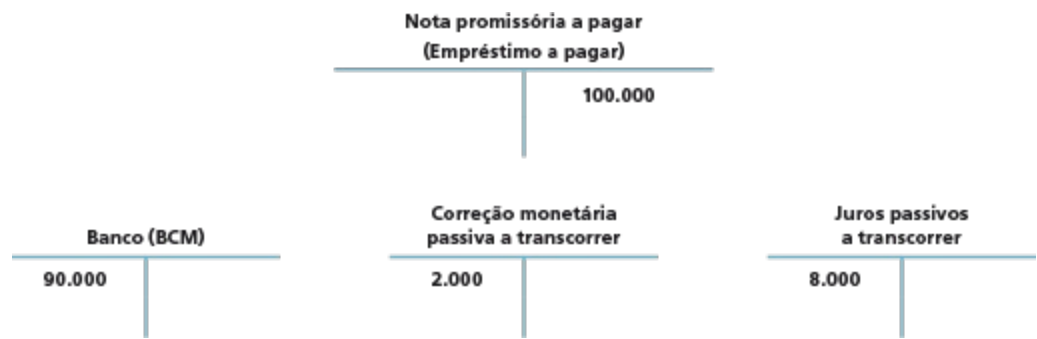 Nota promissória a pagar
(Empréstimo a pagar)
100.000
Banco (BCM)
90.000
Correção monetária
passiva a transcorrer
2.000
Juros passivos
a transcorrer
8.000